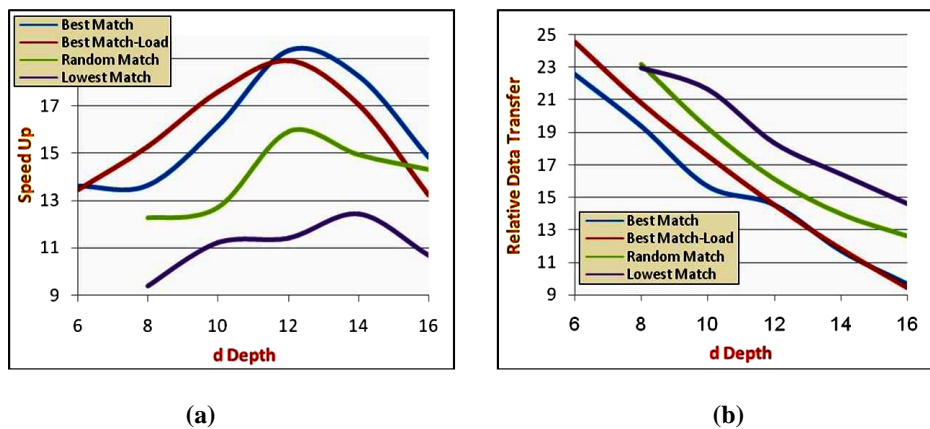 Best Match
Best Match-Load
Random Match
Lowest Match
17
15
13
11
9
6 8 10 12 14 16
Speed Up
d Depth
(a)
25
23
21
19
17
15
13
11
9
6 8 10 12 14 16
Relative Data Transfer
Best Match
Best Match-Load
Random Match
Lowest Match
d Depth
(b)